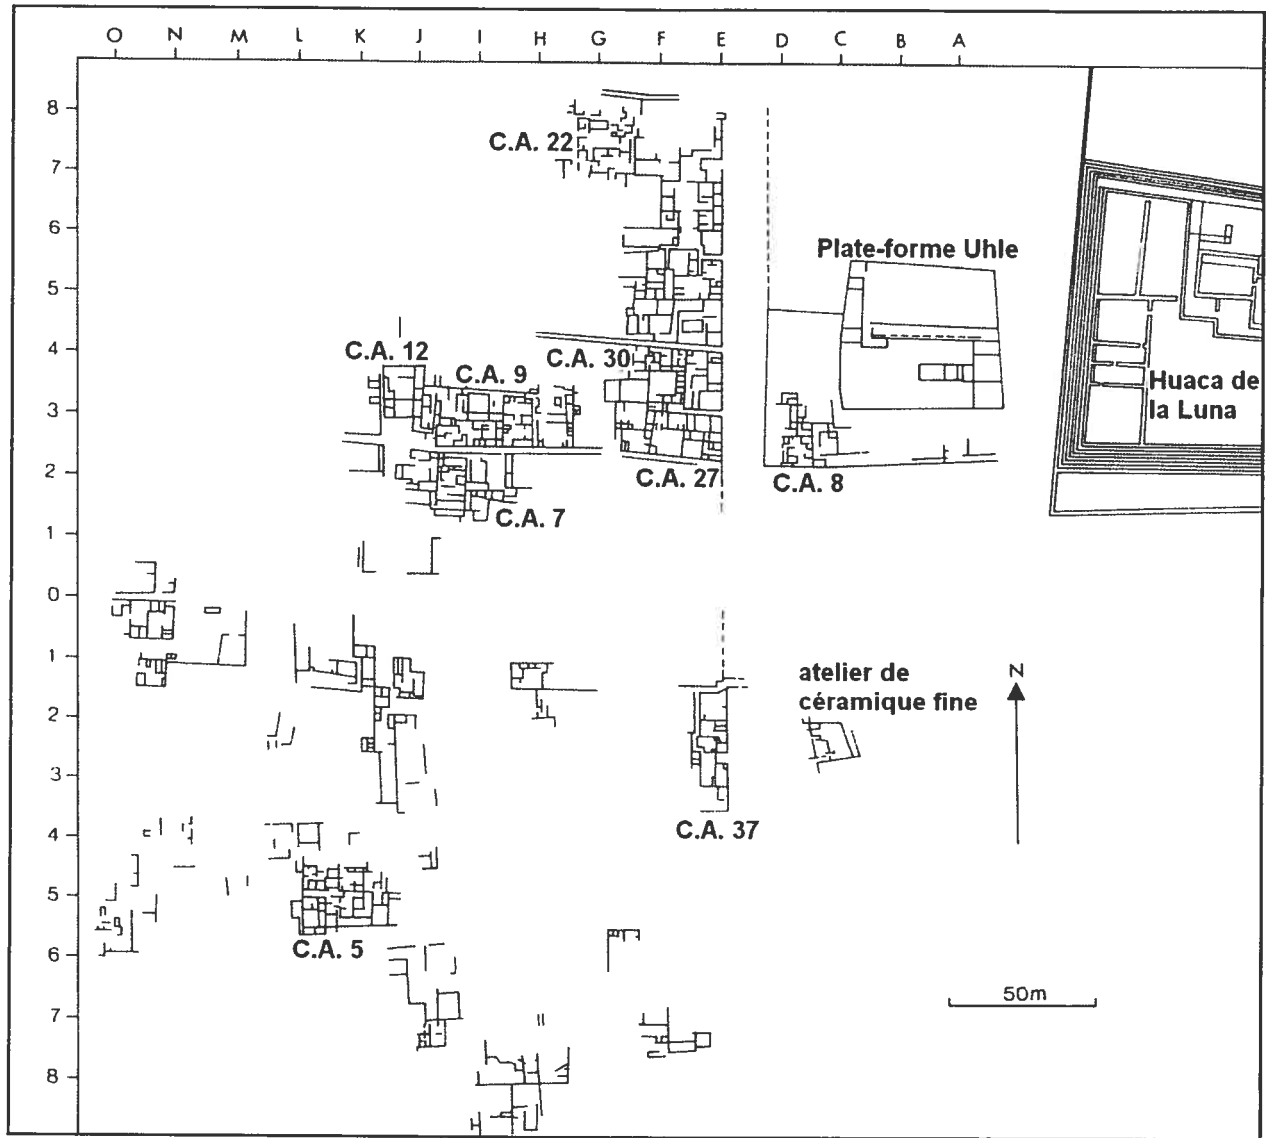 O N M L K J I H G F E D C B A
8
C.A. 22
7
6
Plate-forme Uhle
5
4
C.A. 12
C.A. 30
C.A. 9
Huaca de
la Luna
3
2
C.A. 27
C.A. 8
C.A. 7
1
0
1
atelier de
céramique fine
N
2
3
C.A. 37
4
5
C.A. 5
6
50m
7
8